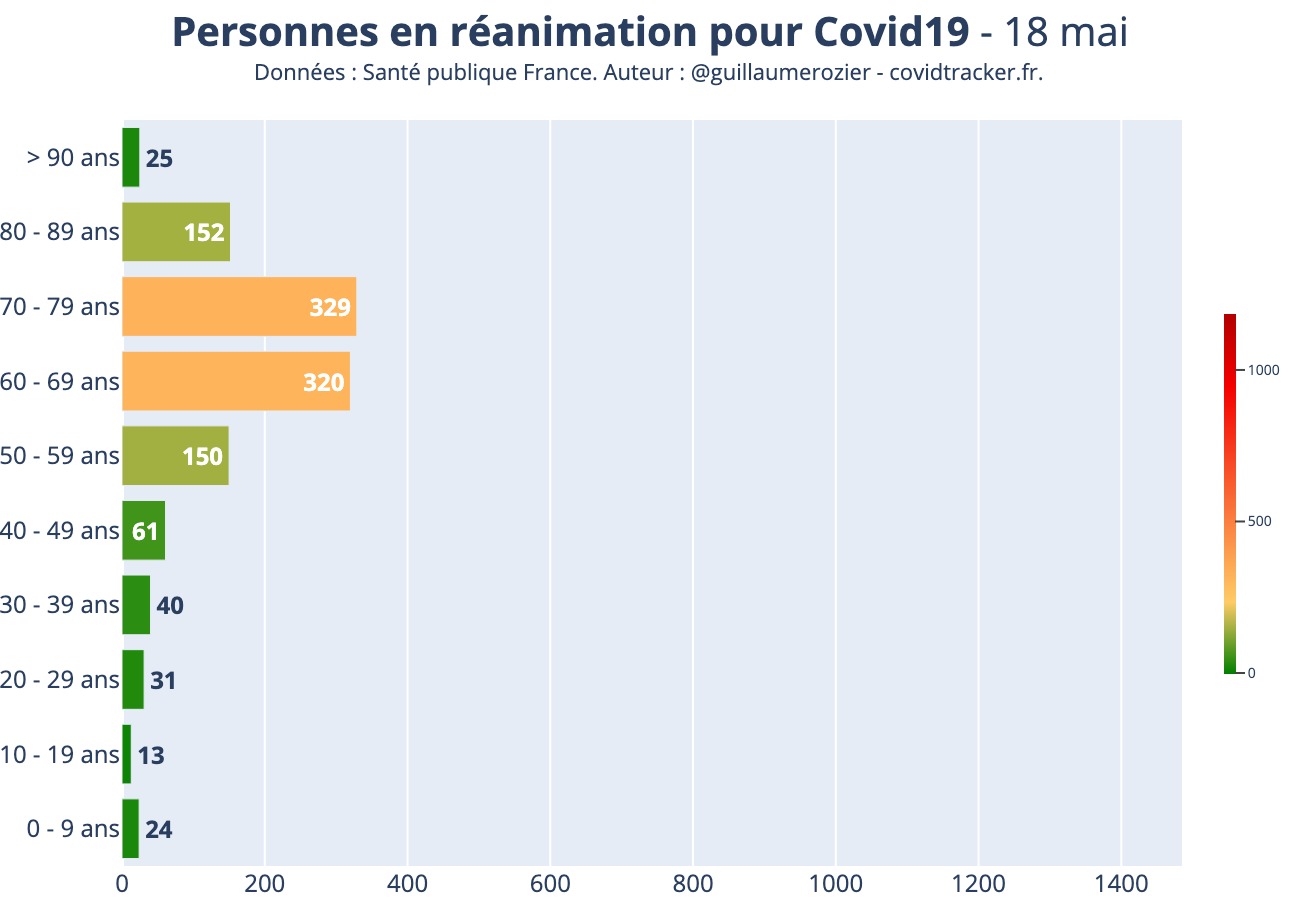 Personnes en réanimation pour Covid19 - 18 mai
Données : Santé publique France. Auteur : @guillaumerozier - covidtracker.fr.
> 90 ans 25
80 - 89 ans 152
70 - 79 ans 329
60 - 69 ans 320
50 - 59 ans 150
40 - 49 ans 61
30 - 39 ans 40
20 - 29 ans 31
10 - 19 ans 13
0 - 9 ans 24
0 200 400 600 800 1000 1200 1400
1000
500
0